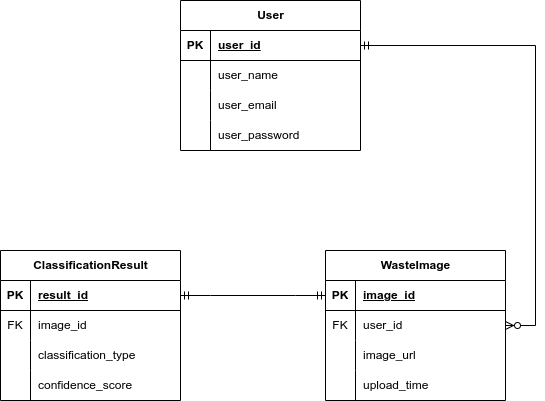 User
PK user_id
user_name
user_email
user_password
ClassificationResult
PK result_id
FK image_id
classification_type
confidence_score
WasteImage
PK image_id
FK user_id
image_url
upload_time